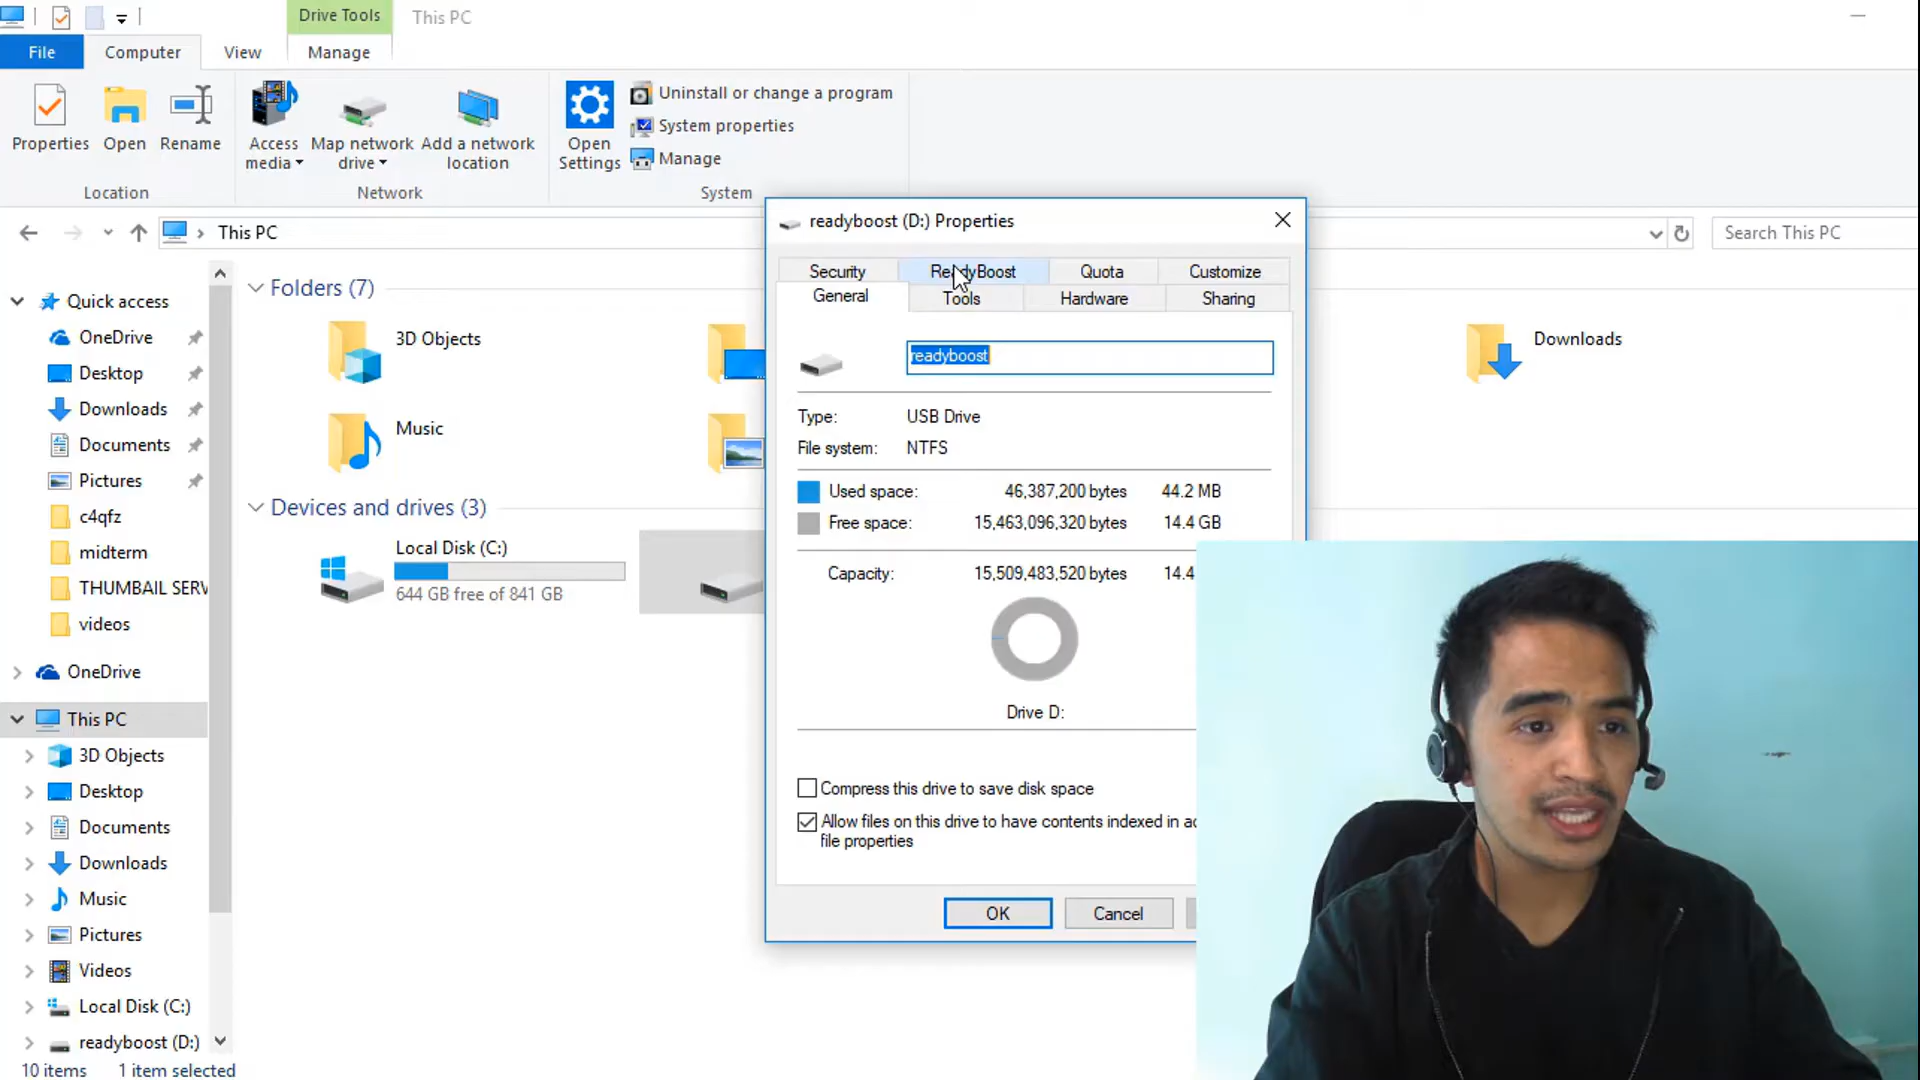 Drive Tools
This PC
File
Computer
View
Manage
Properties
Open
Rename
Access media
Map network drive
Add a network location
Open Settings
Uninstall or change a program
System properties
Manage
Location
Network
System
This PC
Search This PC
Quick access
OneDrive
Desktop
Downloads
Documents
Pictures
c4qfz
midterm
THUMBAIL SERV
videos
OneDrive
This PC
3D Objects
Desktop
Documents
Downloads
Music
Pictures
Videos
Local Disk (C:)
readyboost (D:)
10 items
1 item selected
Folders (7)
3D Objects
Downloads
Music
Devices and drives (3)
Local Disk (C:)
644 GB free of 841 GB
readyboost (D:) Properties
Security
ReadyBoost
Quota
Customize
General
Tools
Hardware
Sharing
readyboost
Type: USB Drive
File system: NTFS
Used space: 46,387,200 bytes 44.2 MB
Free space: 15,463,096,320 bytes 14.4 GB
Capacity: 15,509,483,520 bytes 14.4
Drive D:
Compress this drive to save disk space
Allow files on this drive to have contents indexed in
file properties
OK
Cancel